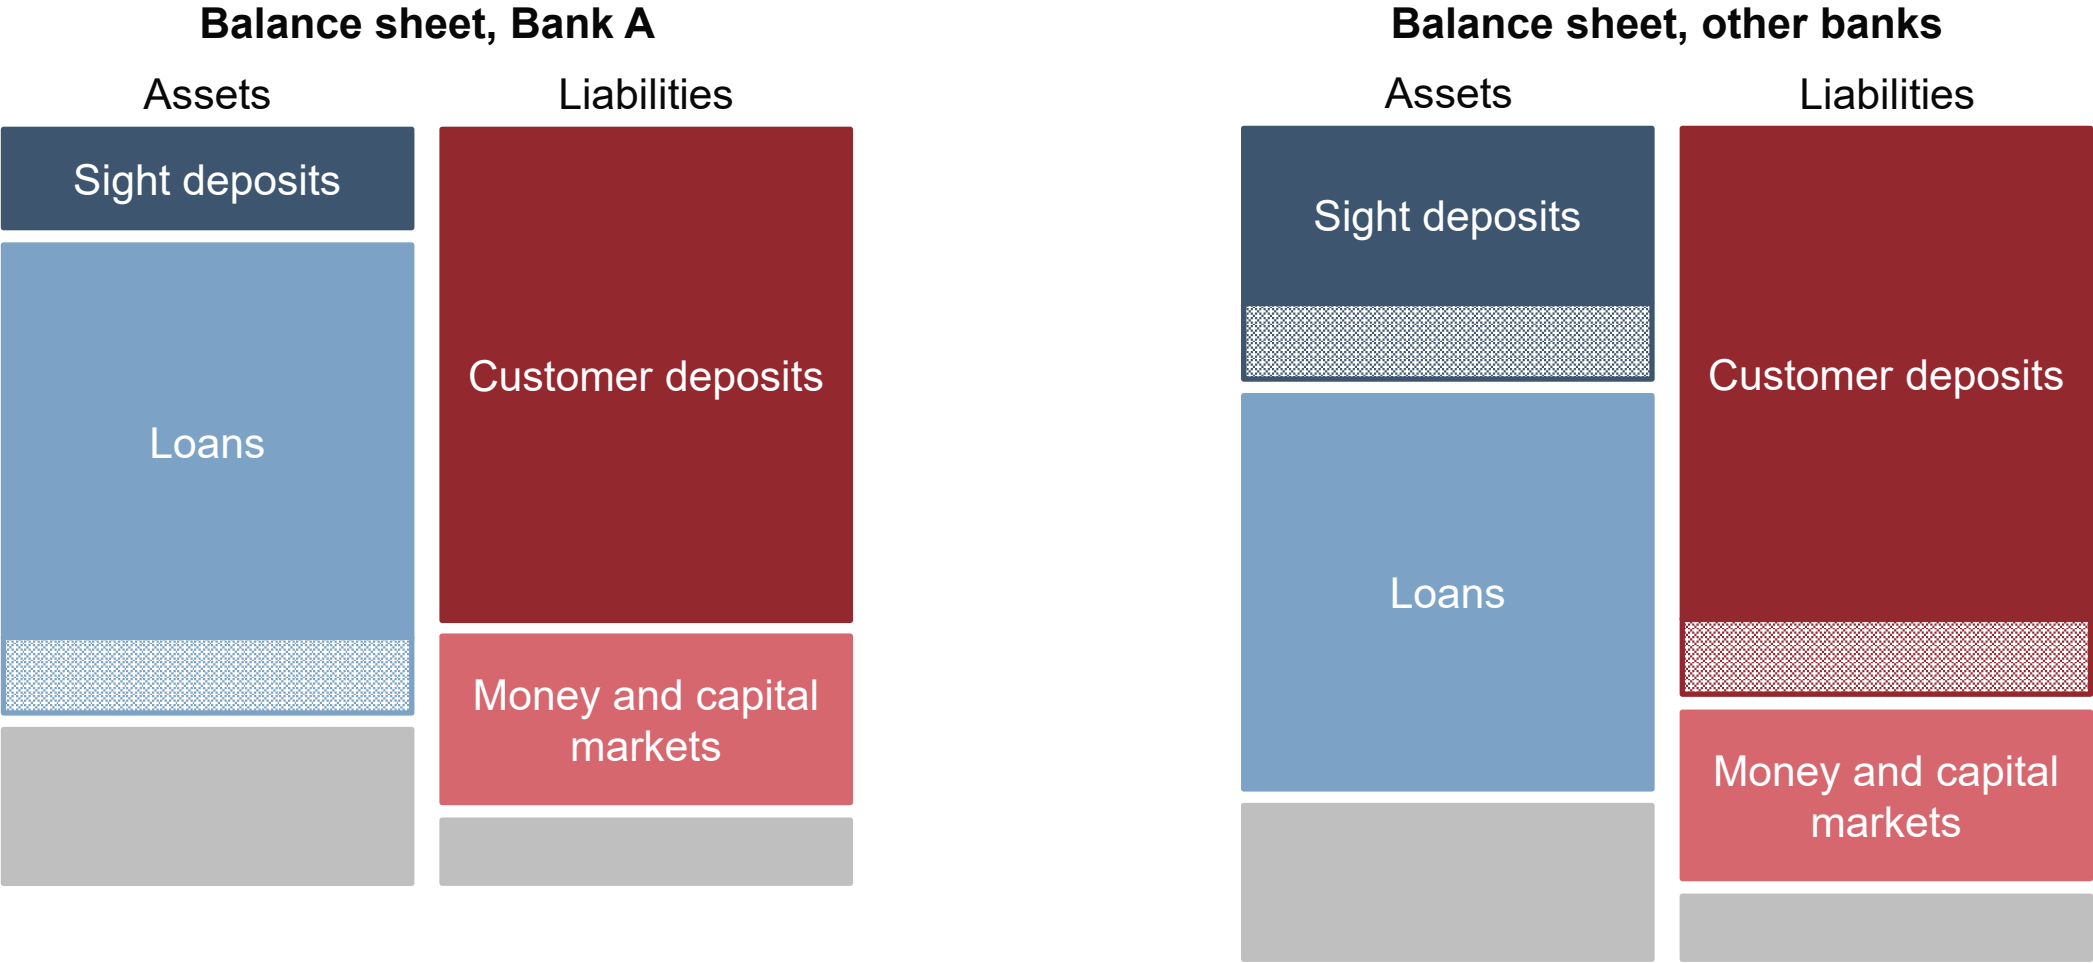 Balance sheet, Bank A
Assets
Liabilities
Sight deposits
Loans
Customer deposits
Money and capital
markets
Balance sheet, other banks
Assets
Liabilities
Sight deposits
Loans
Customer deposits
Money and capital
markets